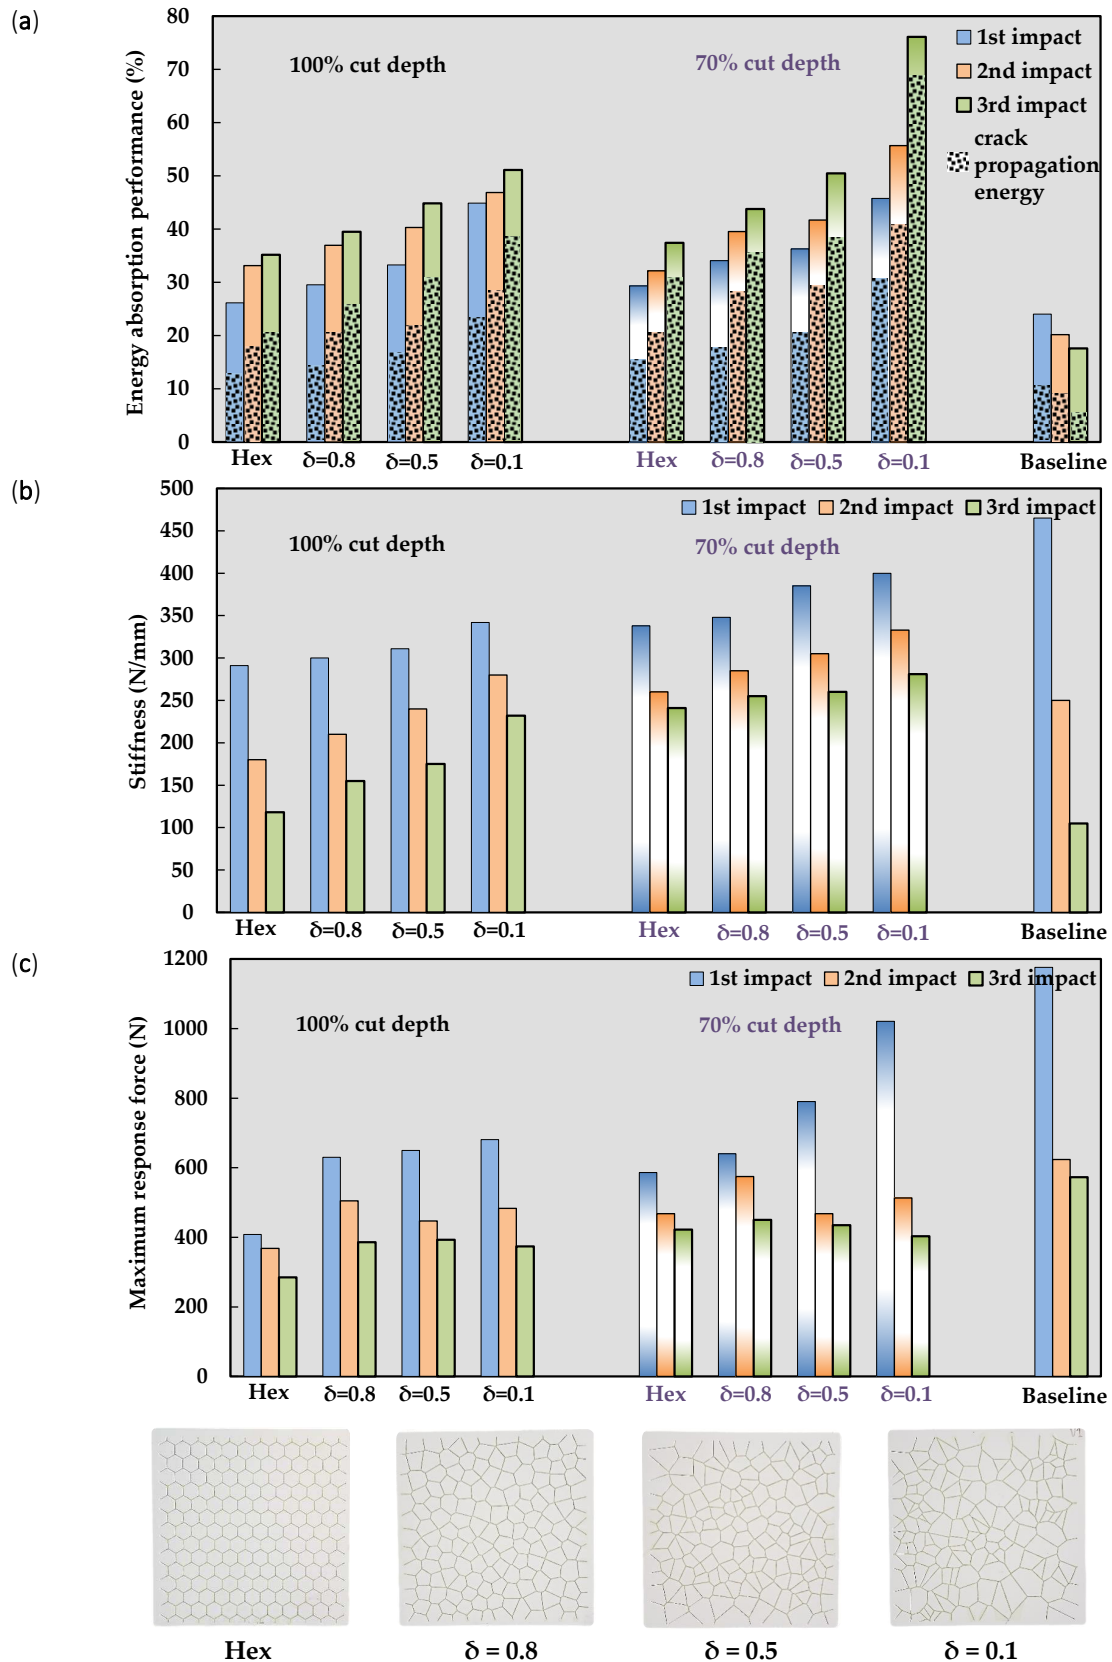 (a)
Energy absorption performance (%)
80
70
60
50
40
30
20
10
0
100% cut depth
70% cut depth
1st impact
2nd impact
3rd impact
crack
propagation
energy
Hex δ=0.8 δ=0.5 δ=0.1 Hex δ=0.8 δ=0.5 δ=0.1 Baseline
(b)
Stiffness (N/mm)
500
450
400
350
300
250
200
150
100
50
0
1st impact 2nd impact 3rd impact
100% cut depth
70% cut depth
Hex δ=0.8 δ=0.5 δ=0.1 Hex δ=0.8 δ=0.5 δ=0.1 Baseline
(c)
Maximum response force (N)
1200
1000
800
600
400
200
0
1st impact 2nd impact 3rd impact
100% cut depth
70% cut depth
Hex δ=0.8 δ=0.5 δ=0.1 Hex δ=0.8 δ=0.5 δ=0.1 Baseline
Hex δ = 0.8 δ = 0.5 δ = 0.1